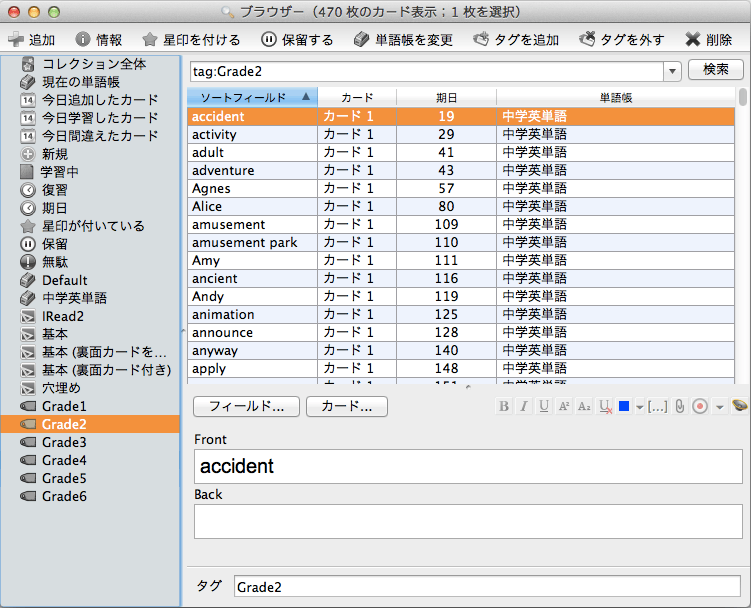 ブラウザー（470 枚のカード表示；1 枚を選択）
追加 情報 星印を付ける 保留する 単語帳を変更 タグを追加 タグを外す 削除
コレクション全体
現在の単語帳
14 今日追加したカード
14 今日学習したカード
14 今日間違えたカード
新規
学習中
復習
期日
星印が付いている
保留
無駄
Default
中学英単語
IRead2
基本
基本 (裏面カードを...
基本 (裏面カード付き)
穴埋め
Grade1
Grade2
Grade3
Grade4
Grade5
Grade6
tag:Grade2 検索
ソートフィールド カード 期日 単語帳
accident カード 1 19 中学英単語
activity カード 1 29 中学英単語
adult カード 1 41 中学英単語
adventure カード 1 43 中学英単語
Agnes カード 1 57 中学英単語
Alice カード 1 80 中学英単語
amusement カード 1 109 中学英単語
amusement park カード 1 110 中学英単語
Amy カード 1 111 中学英単語
ancient カード 1 116 中学英単語
Andy カード 1 119 中学英単語
animation カード 1 125 中学英単語
announce カード 1 128 中学英単語
anyway カード 1 140 中学英単語
apply カード 1 148 中学英単語
フィールド... カード... B I U A² A₂ U [...]
Front
accident
Back
タグ Grade2